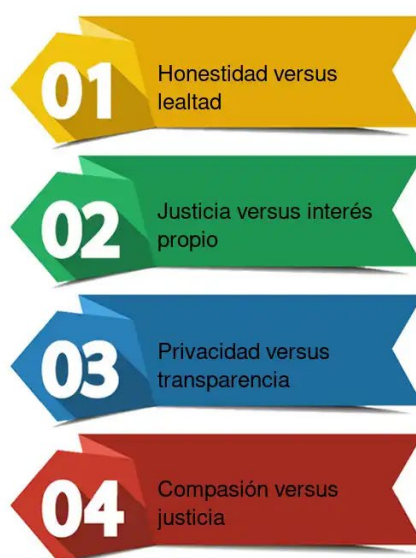 01
Honestidad versus
lealtad
02
Justicia versus interés
propio
03
Privacidad versus
transparencia
04
Compasión versus
justicia